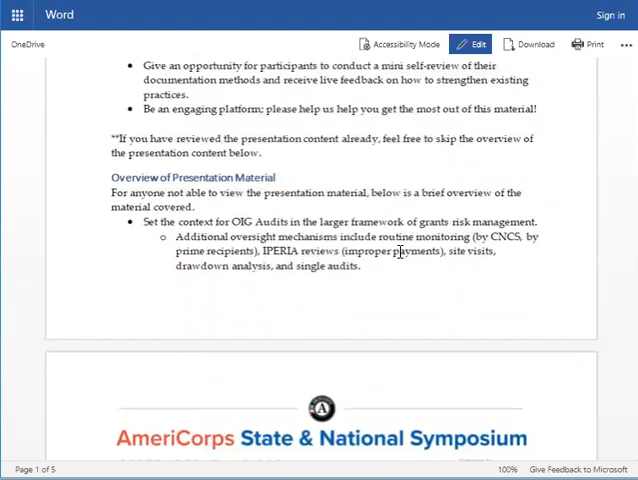 Word
Sign in
OneDrive
Accessibility Mode
Edit
Download
Print
Give an opportunity for participants to conduct a mini self-review of their
documentation methods and receive live feedback on how to strengthen existing
practices.
Be an engaging platform; please help us help you get the most out of this material!
**If you have reviewed the presentation content already, feel free to skip the overview of
the presentation content below.
Overview of Presentation Material
For anyone not able to view the presentation material, below is a brief overview of the
material covered.
Set the context for OIG Audits in the larger framework of grants risk management.
Additional oversight mechanisms include routine monitoring (by CNCS, by
prime recipients), IPERIA reviews (improper payments), site visits,
drawdown analysis, and single audits.
A
AmeriCorps State & National Symposium
Page 1 of 5
100%
Give Feedback to Microsoft